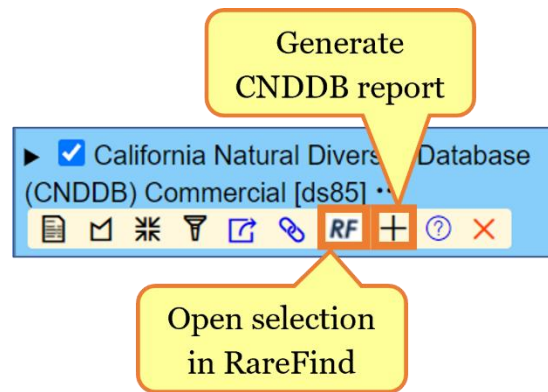 Generate
CNDDB report
▶ California Natural Divers Database
(CNDDB) Commercial [ds85] ··
RF + ? ×
Open selection
in RareFind